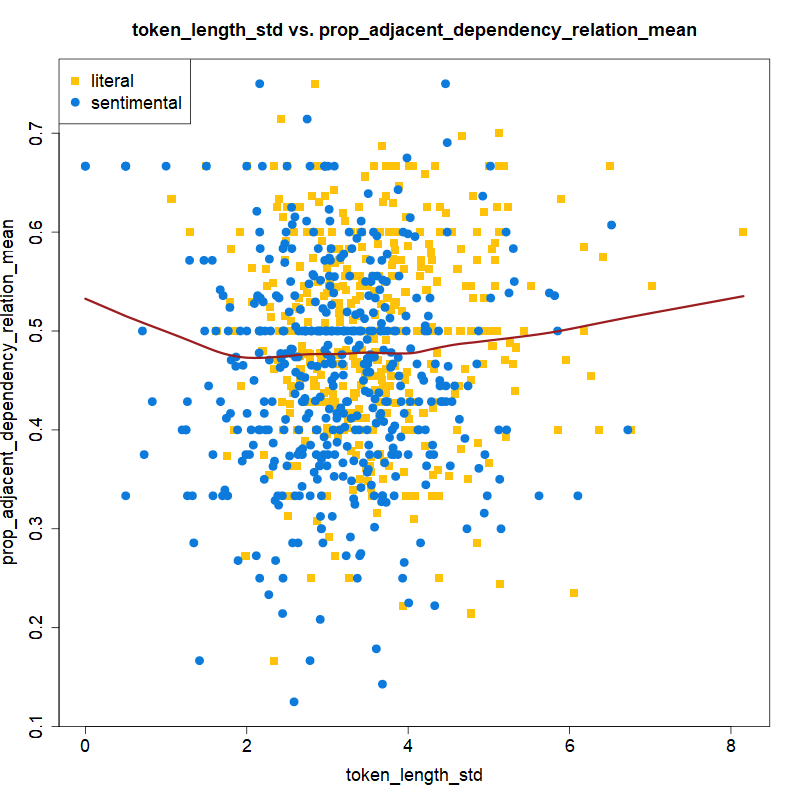 token_length_std vs. prop_adjacent_dependency_relation_mean
literal
sentimental
prop_adjacent_dependency_relation_mean
0.7
0.6
0.5
0.4
0.3
0.2
0.1
0 2 4 6 8
token_length_std